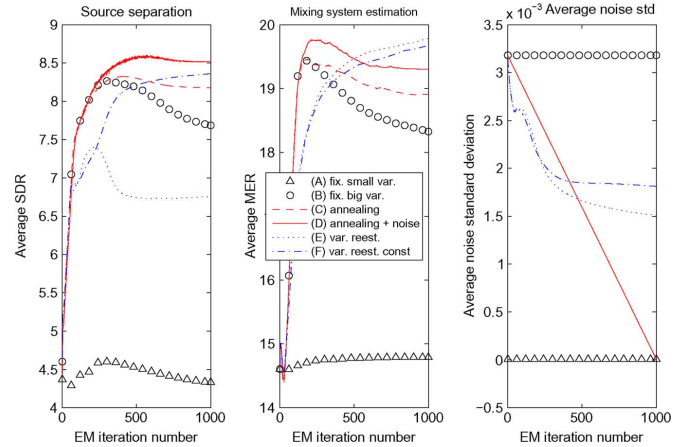 Source separation
9
8.5
8
7.5
7
6.5
6
5.5
5
4.5
4
0
500
1000
Average SDR
EM iteration number
Mixing system estimation
20
19
18
16
15
14
0
500
1000
Average MER
EM iteration number
(A) fix. small var.
(B) fix. big var.
(C) annealing
(D) annealing + noise
(E) var. reest.
(F) var. reest. const
x 10⁻³ Average noise std
3.5
3
2.5
2
1.5
1
0.5
0
−0.5
0
500
1000
Average noise standard deviation
EM iteration number